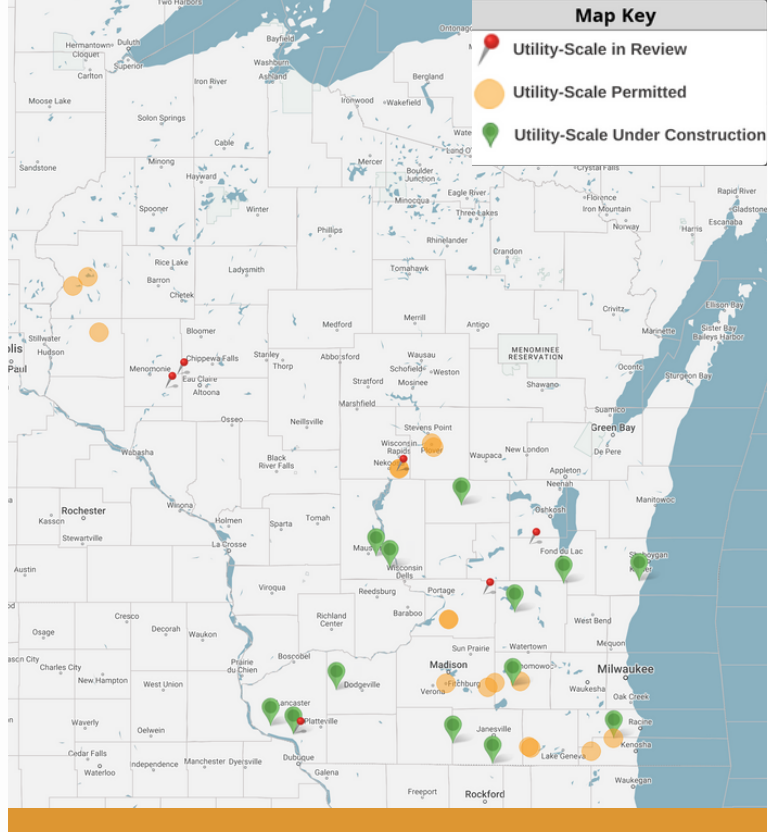 Map Key
Utility-Scale in Review
Utility-Scale Permitted
Utility-Scale Under Construction
Two Harbors
Ontonagon
Hermantown
Duluth
Cloquet
Superior
Carlton
Bayfield
Washburn
Ashland
Iron River
Bergland
Ironwood
Wakefield
Moose Lake
Solon Springs
Cable
Mercer
Land O'
Crystal Falls
Sandstone
Minong
Hayward
Boulder
Junction
Minocqua
Eagle River
Three Lakes
Florence
Iron Mountain
Norway
Rapid River
Gladstone
Escanaba
Harris
Spooner
Winter
Phillips
Rhinelander
Crandon
Rice Lake
Barron
Chetek
Ladysmith
Tomahawk
Crivitz
Ellison Bay
Sister Bay
Baileys Harbor
Marinette
Stillwater
Hudson
olis
Paul
Bloomer
Medford
Merrill
Antigo
MENOMINEE
RESERVATION
Menomonie
Chippewa Falls
Eau Claire
Altoona
Stanley
Thorp
Abbotsford
Wausau
Schofield
Weston
Mosinee
Stratford
Marshfield
Shawano
Oconto
Sturgeon Bay
Suamico
Green Bay
De Pere
Osseo
Neillsville
Stevens Point
Wisconsin
Rapids
Plover
Waupaca
New London
Appleton
Neenah
Wabasha
Black
River Falls
Manitowoc
Oshkosh
Rochester
Kasson
Stewartville
Winona
Holmen
La Crosse
Sparta
Tomah
Maus
Wisconsin
Dells
Fond du Lac
Austin
Viroqua
Reedsburg
Portage
Baraboo
Richland
Center
West Bend
Mequon
Cresco
Decorah
Waukon
Osage
Charles City
New Hampton
West Union
Prairie
du Chien
Boscobel
Sun Prairie
Watertown
Madison
Fitchburg
Verona
Milwaukee
Waukesha
Oak Creek
Dodgeville
Lancaster
Platteville
Janesville
Racine
Kenosha
Lake Geneva
Waukegan
Waverly
Oelwein
Cedar Falls
Waterloo
Independence
Manchester
Dyersville
Dubuque
Galena
Freeport
Rockford